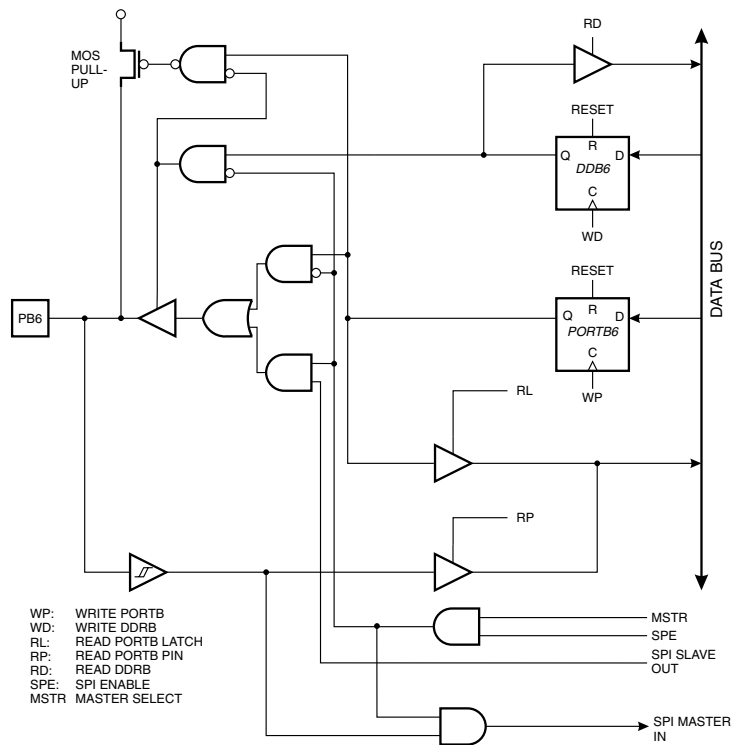 RD
MOS
PULL-
UP
RESET
R
Q
D
DDB6
C
WD
DATA BUS
RESET
PB6
Q
R
D
PORTB6
C
WP
RL
RP
WP: WRITE PORTB
WD: WRITE DDRB
RL: READ PORTB LATCH
RP: READ PORTB PIN
RD: READ DDRB
SPE: SPI ENABLE
MSTR MASTER SELECT
MSTR
SPE
SPI SLAVE
OUT
SPI MASTER
IN